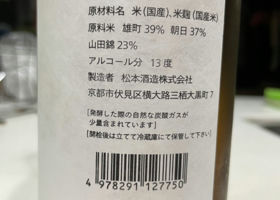 原材料名 米（国産）、米麹（国産米）
原料米 雄町 39% 朝日 37%
山田錦 23%
アルコール分 13 度
製造者 松本酒造株式会社
京都市伏見区横大路三栖大黒町 7
［発酵した際の自然な炭酸ガスが
少量含まれています］
［開栓後は立てて冷蔵庫にて保管して下さい］
4 978291 127750